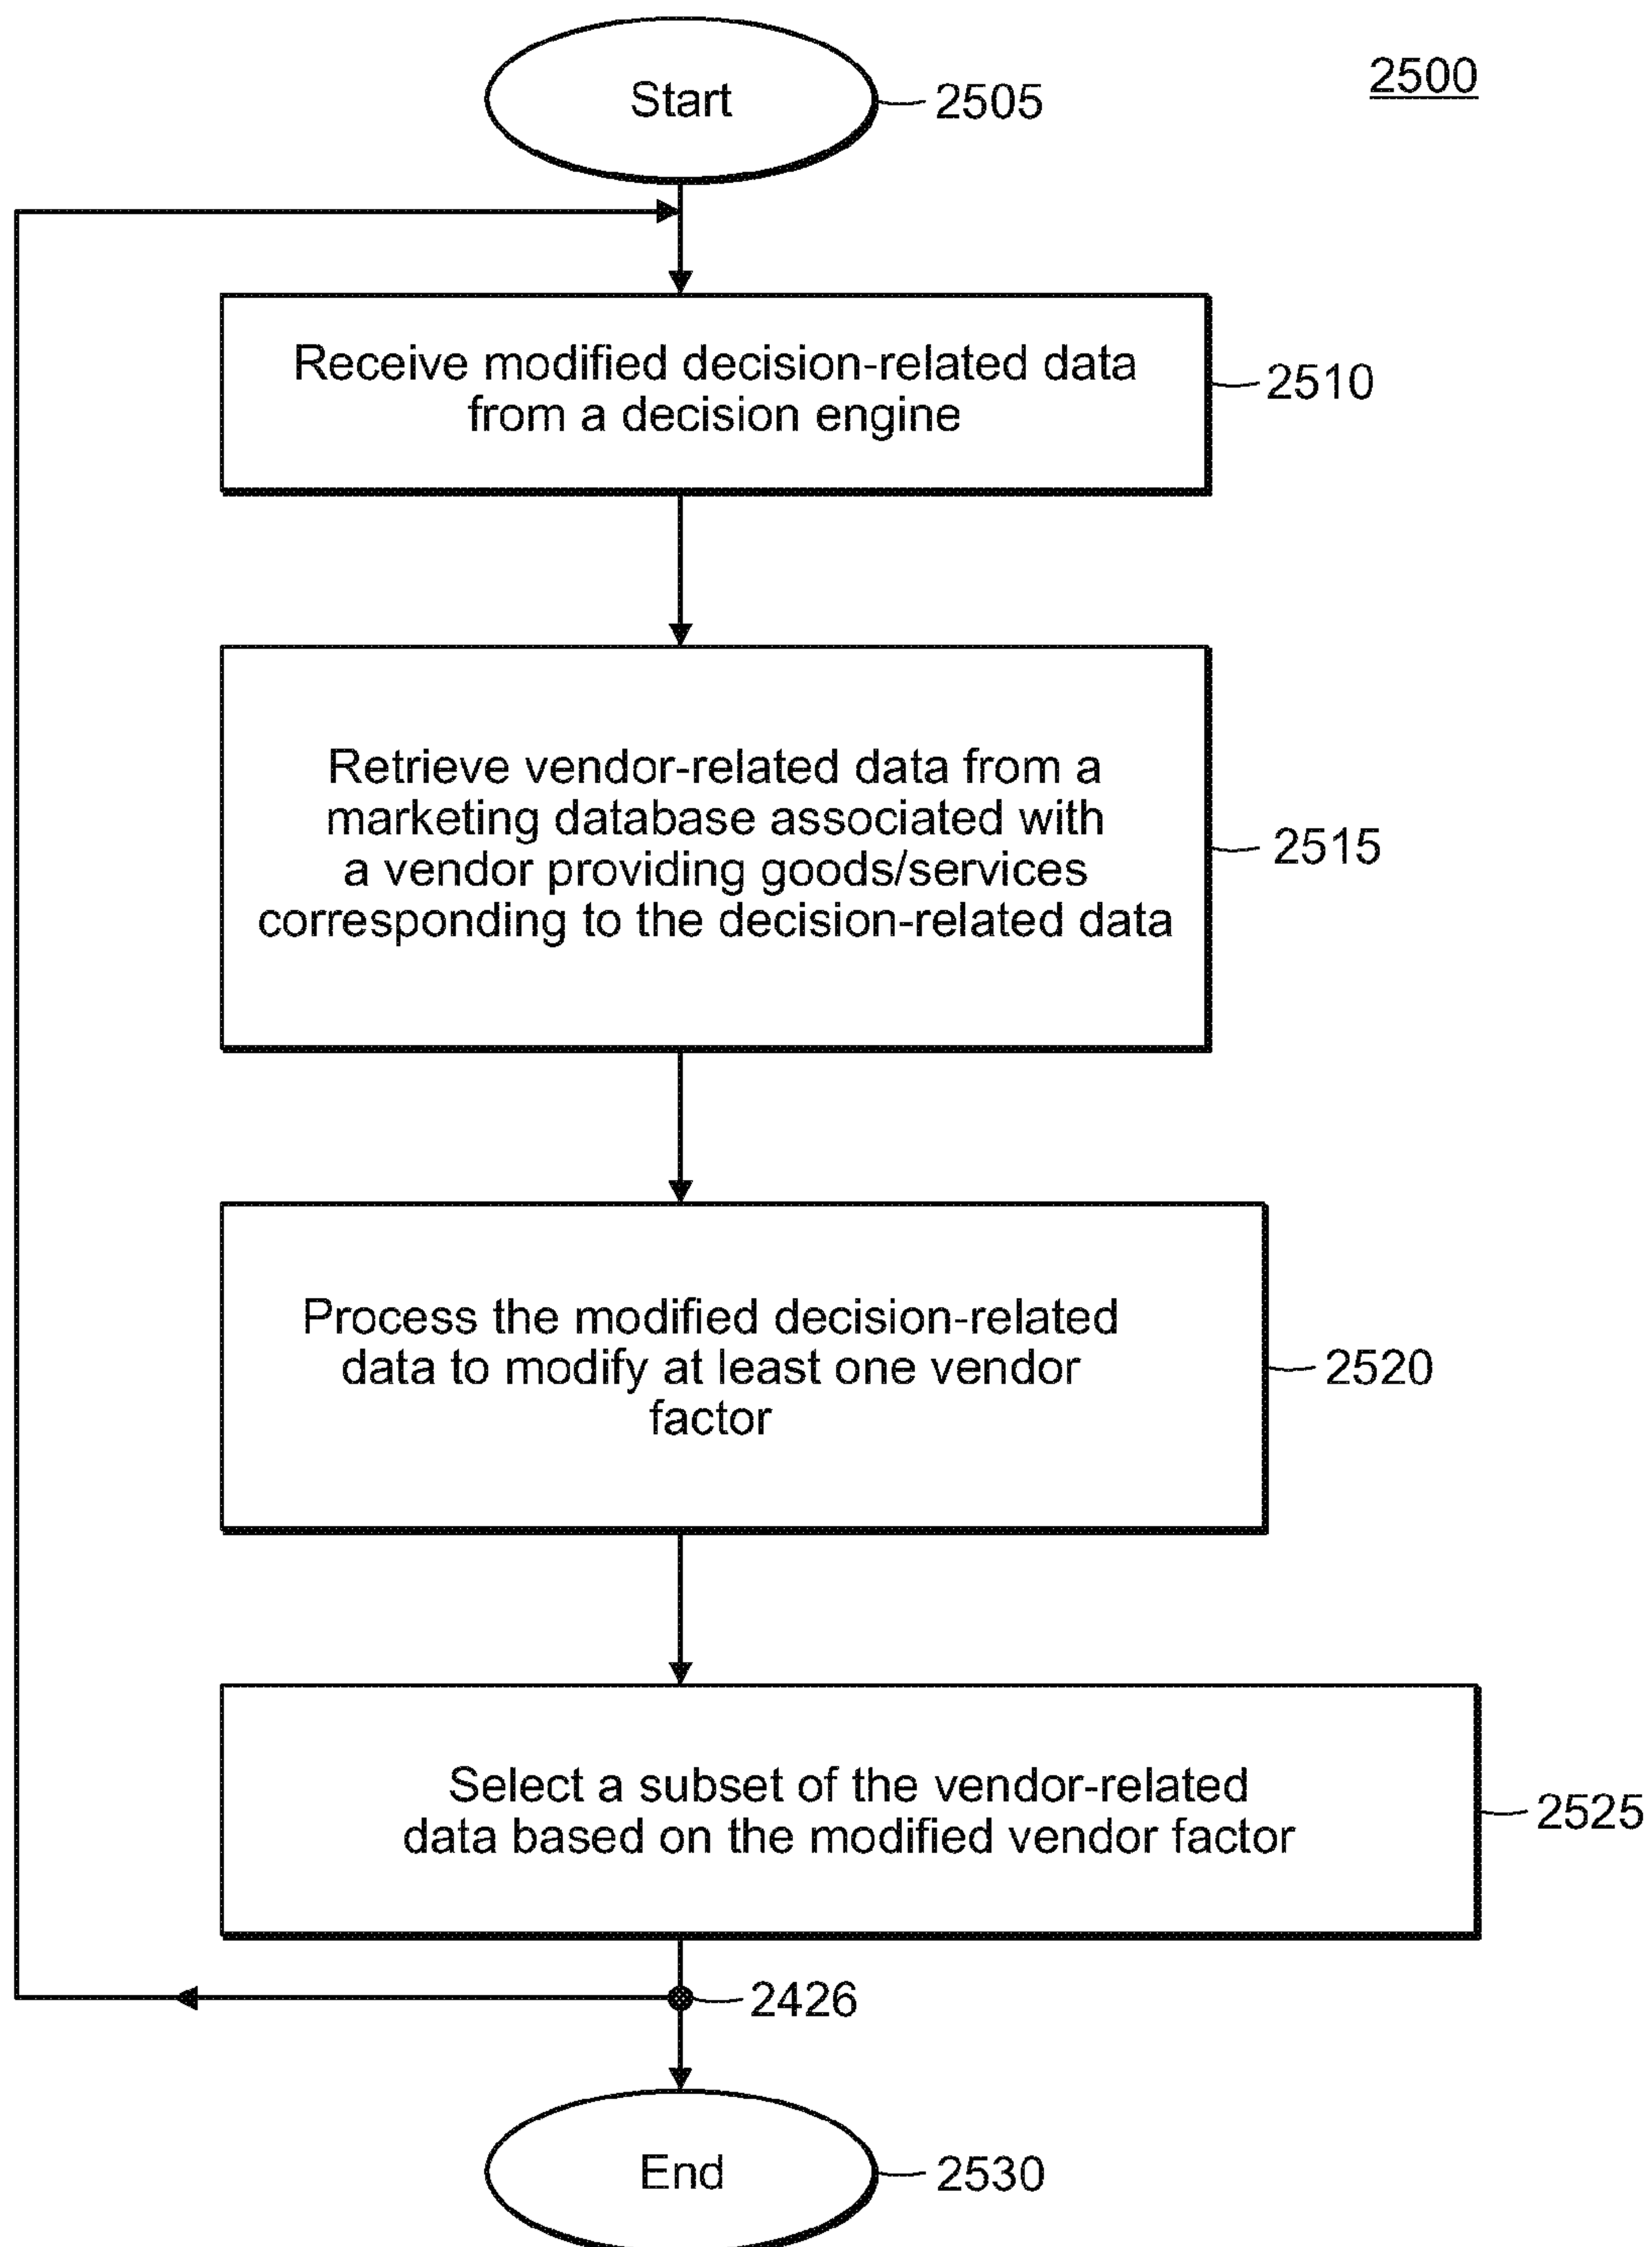 2500
Start
2505
Receive modified decision-related data
from a decision engine
2510
Retrieve vendor-related data from a
marketing database associated with
a vendor providing goods/services
corresponding to the decision-related data
2515
Process the modified decision-related
data to modify at least one vendor
factor
2520
Select a subset of the vendor-related
data based on the modified vendor factor
2525
2426
End
2530